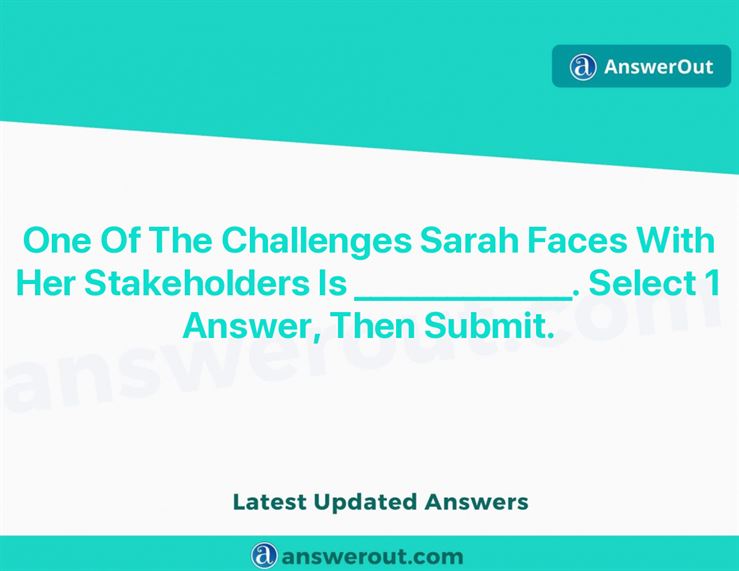 AnswerOut
One Of The Challenges Sarah Faces With
Her Stakeholders Is ______________. Select 1
Answer, Then Submit.
answerout.com
Latest Updated Answers
answerout.com